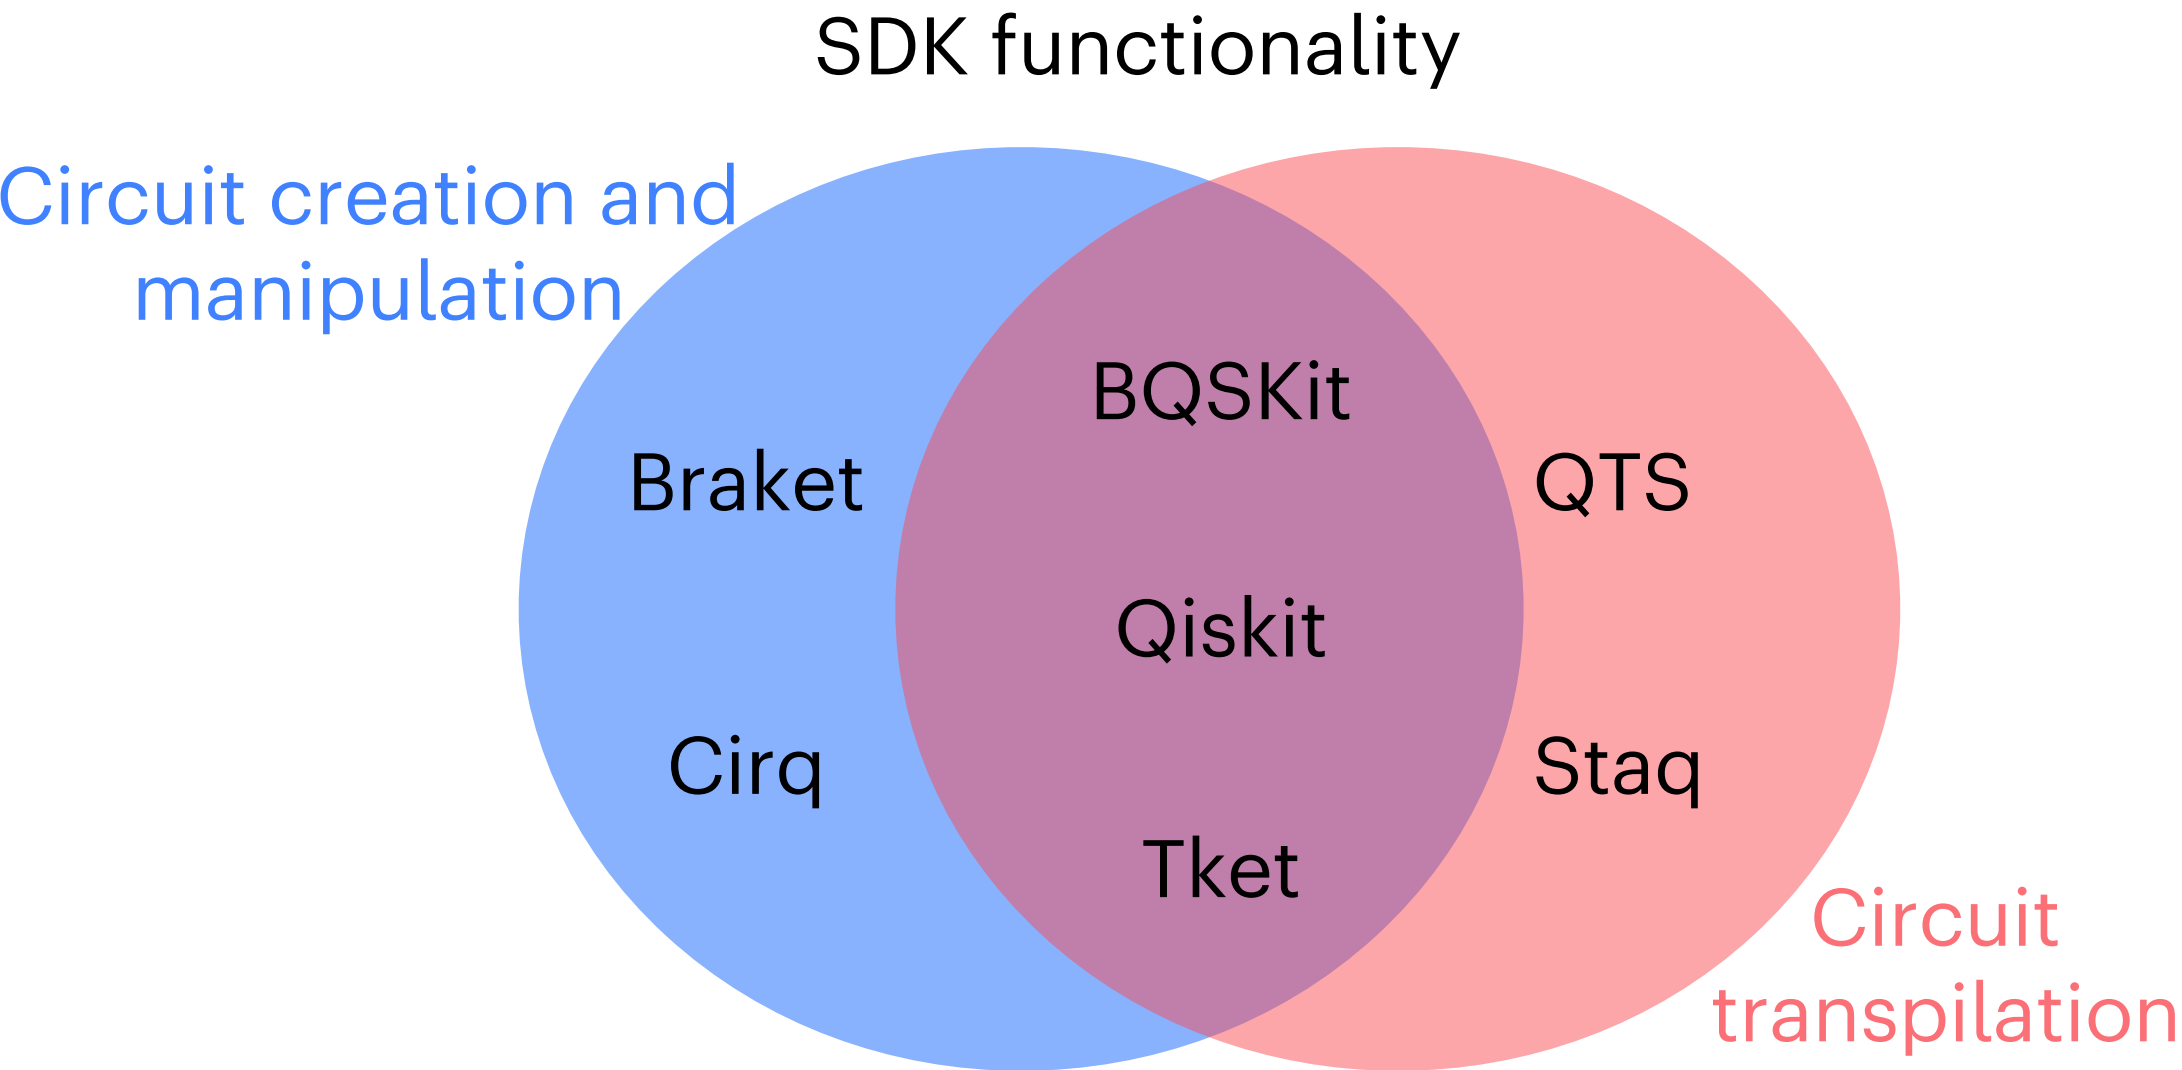 SDK functionality
Circuit creation and
manipulation
BQSKit
Braket
QTS
Qiskit
Cirq
Staq
Tket
Circuit
transpilation